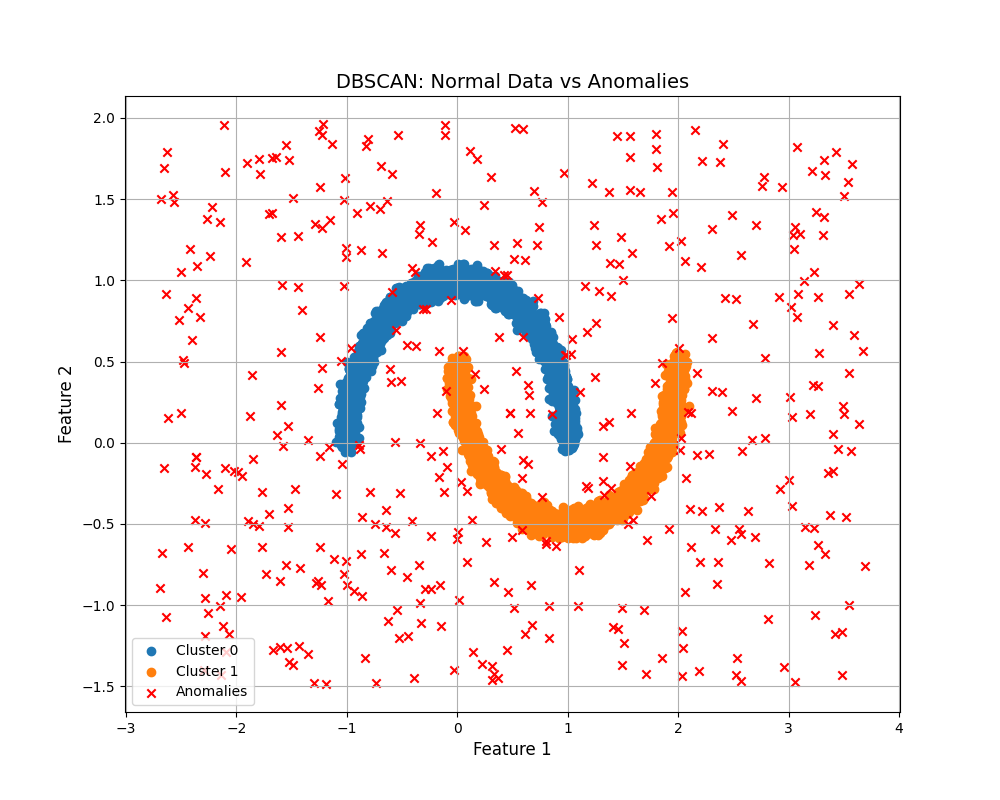 DBSCAN: Normal Data vs Anomalies
2.0
1.5
1.0
0.5
0.0
−0.5
−1.0
−1.5
Feature 2
Cluster 0
Cluster 1
Anomalies
−3 −2 −1 0 1 2 3 4
Feature 1